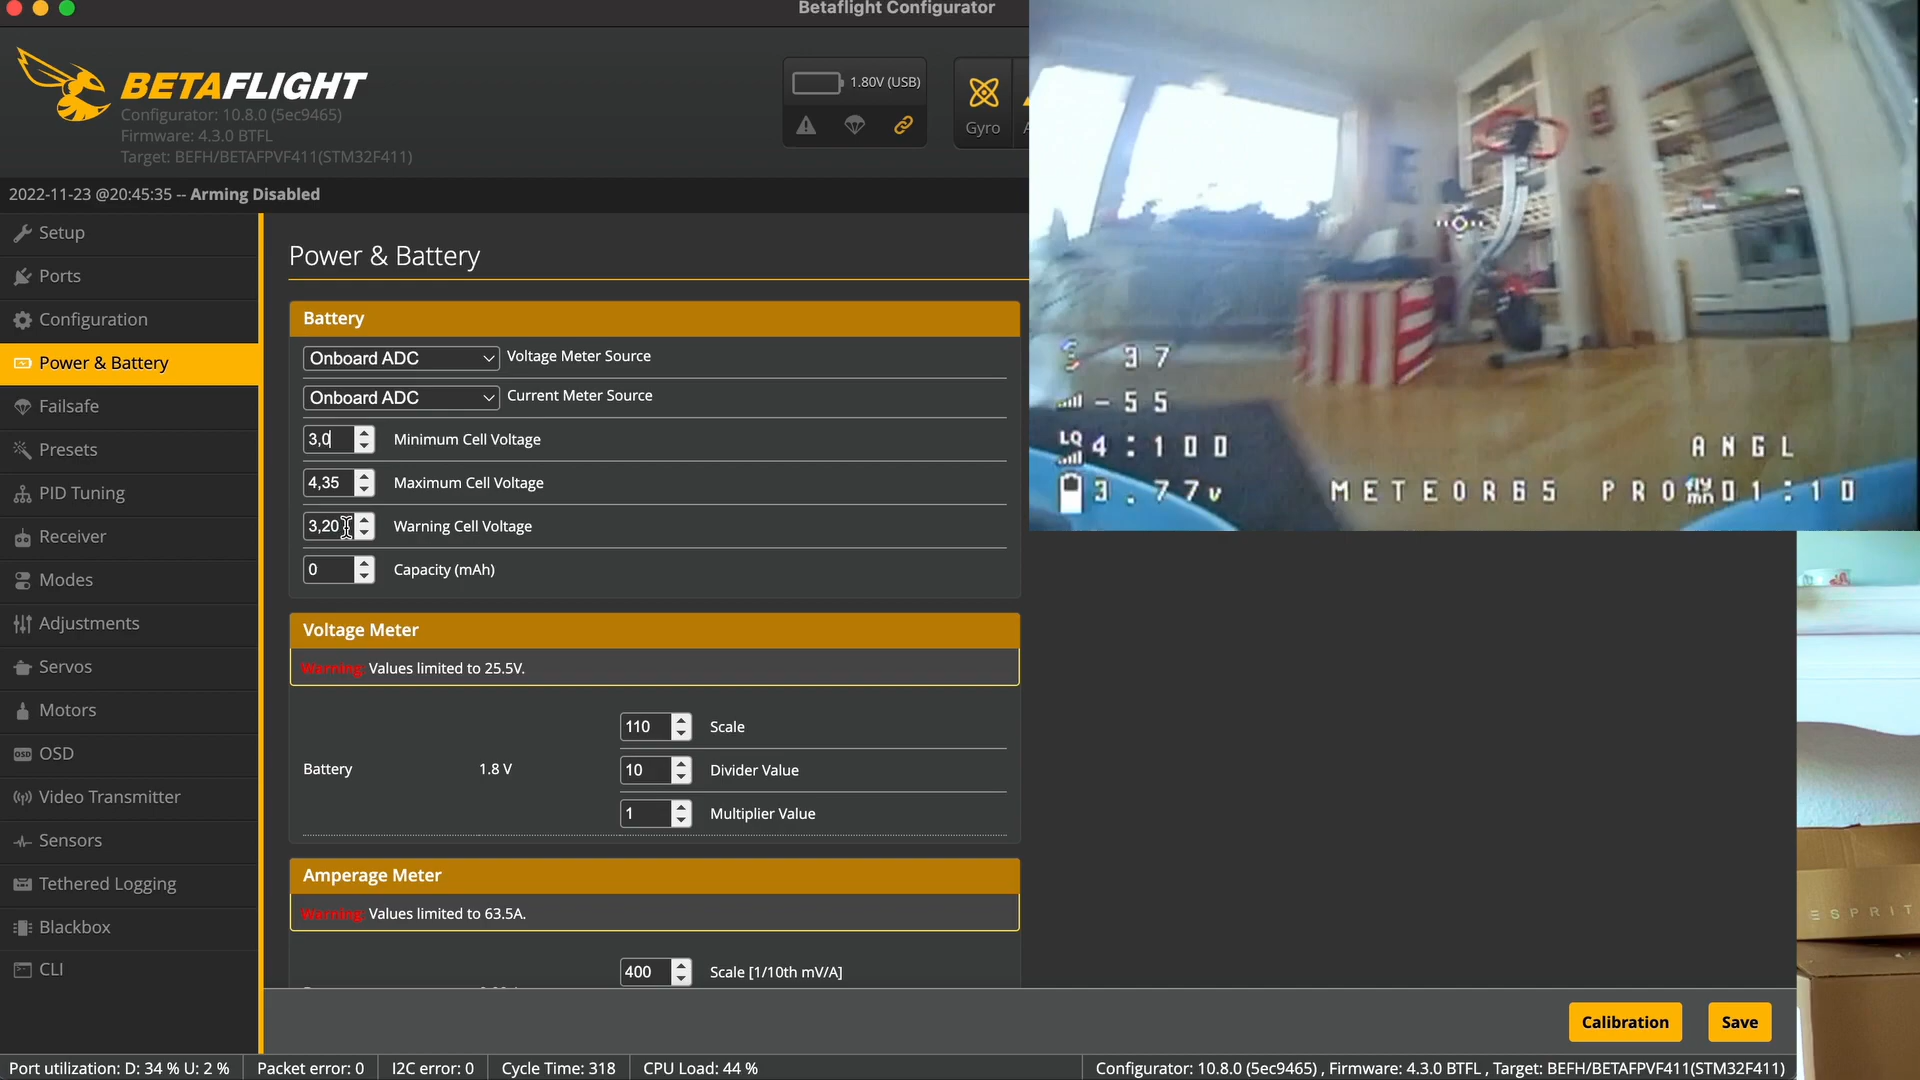 Betaflight Configurator
BETAFLIGHT
Configurator: 10.8.0 (5ec9465)
Firmware: 4.3.0 BTFL
Target: BEFH/BETAFPVF411(STM32F411)
1.80V (USB)
Gyro
2022-11-23 @20:45:35 -- Arming Disabled
Setup
Ports
Configuration
Power & Battery
Failsafe
Presets
PID Tuning
Receiver
Modes
Adjustments
Servos
Motors
OSD
OSD
Video Transmitter
Sensors
Tethered Logging
Blackbox
CLI
Power & Battery
Battery
Onboard ADC Voltage Meter Source
Onboard ADC Current Meter Source
3,0 Minimum Cell Voltage
4,35 Maximum Cell Voltage
3,20 Warning Cell Voltage
0 Capacity (mAh)
Voltage Meter
Warning: Values limited to 25.5V.
110 Scale
Battery 1.8 V 10 Divider Value
1 Multiplier Value
Amperage Meter
Warning: Values limited to 63.5A.
400 Scale [1/10th mV/A]
37
-55
LQ 4:100
ANGL
3.77V METEOR65 PRO FLY MN 01:10
ESPRIT
Calibration Save
Port utilization: D: 34 % U: 2 % Packet error: 0 I2C error: 0 Cycle Time: 318 CPU Load: 44 % Configurator: 10.8.0 (5ec9465) , Firmware: 4.3.0 BTFL , Target: BEFH/BETAFPVF411(STM32F411)